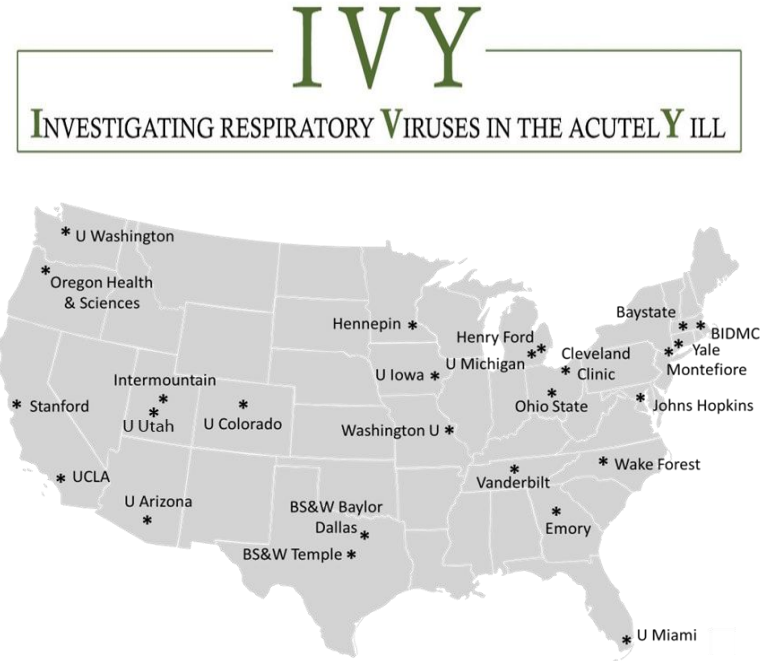 IVY
INVESTIGATING RESPIRATORY VIRUSES IN THE ACUTELY ILL
* U Washington
* Oregon Health
& Sciences
Hennepin *
Baystate * * BIDMC
Henry Ford *
U Michigan *
* Yale
* Montefiore
* Cleveland
Clinic
U Iowa *
Intermountain
*
*
U Utah
*
U Colorado
* Stanford
*
Ohio State
* Johns Hopkins
Washington U *
* UCLA
U Arizona
*
*
Vanderbilt
* Wake Forest
BS&W Baylor
Dallas *
BS&W Temple *
*
Emory
* U Miami